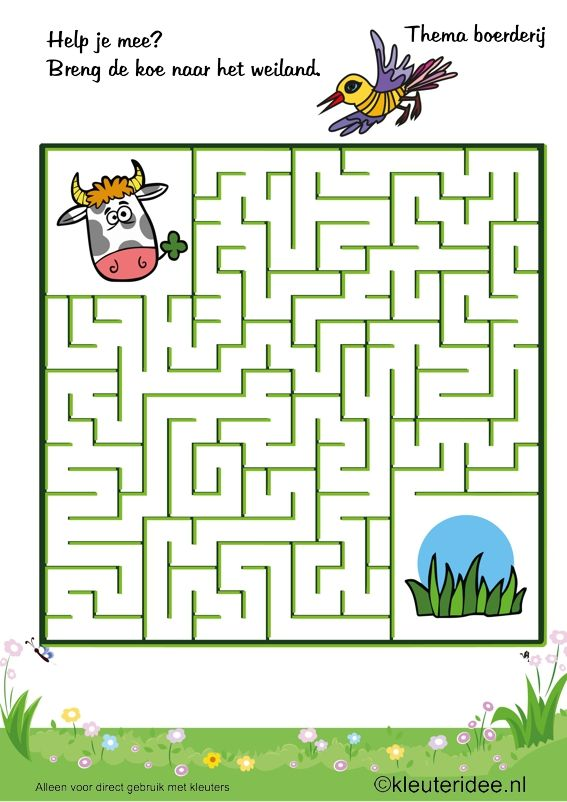 Help je mee?
Breng de koe naar het weiland.
Thema boerderij
Alleen voor direct gebruik met kleuters
©kleuteridee.nl